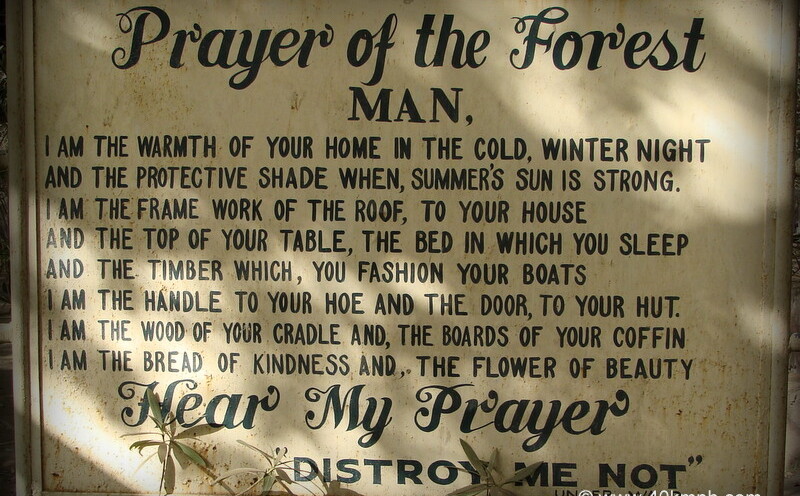 Prayer of the Forest
MAN,
I AM THE WARMTH OF YOUR HOME IN THE COLD, WINTER NIGHT
AND THE PROTECTIVE SHADE WHEN, SUMMER'S SUN IS STRONG.
I AM THE FRAME WORK OF THE ROOF, TO YOUR HOUSE
AND THE TOP OF YOUR TABLE, THE BED IN WHICH YOU SLEEP
AND THE TIMBER WHICH, YOU FASHION YOUR BOATS
I AM THE HANDLE TO YOUR HOE AND THE DOOR, TO YOUR HUT.
I AM THE WOOD OF YOUR CRADLE AND, THE BOARDS OF YOUR COFFIN
I AM THE BREAD OF KINDNESS AND, THE FLOWER OF BEAUTY
Hear My Prayer
"DISTROY ME NOT"
© www.40kmph.com